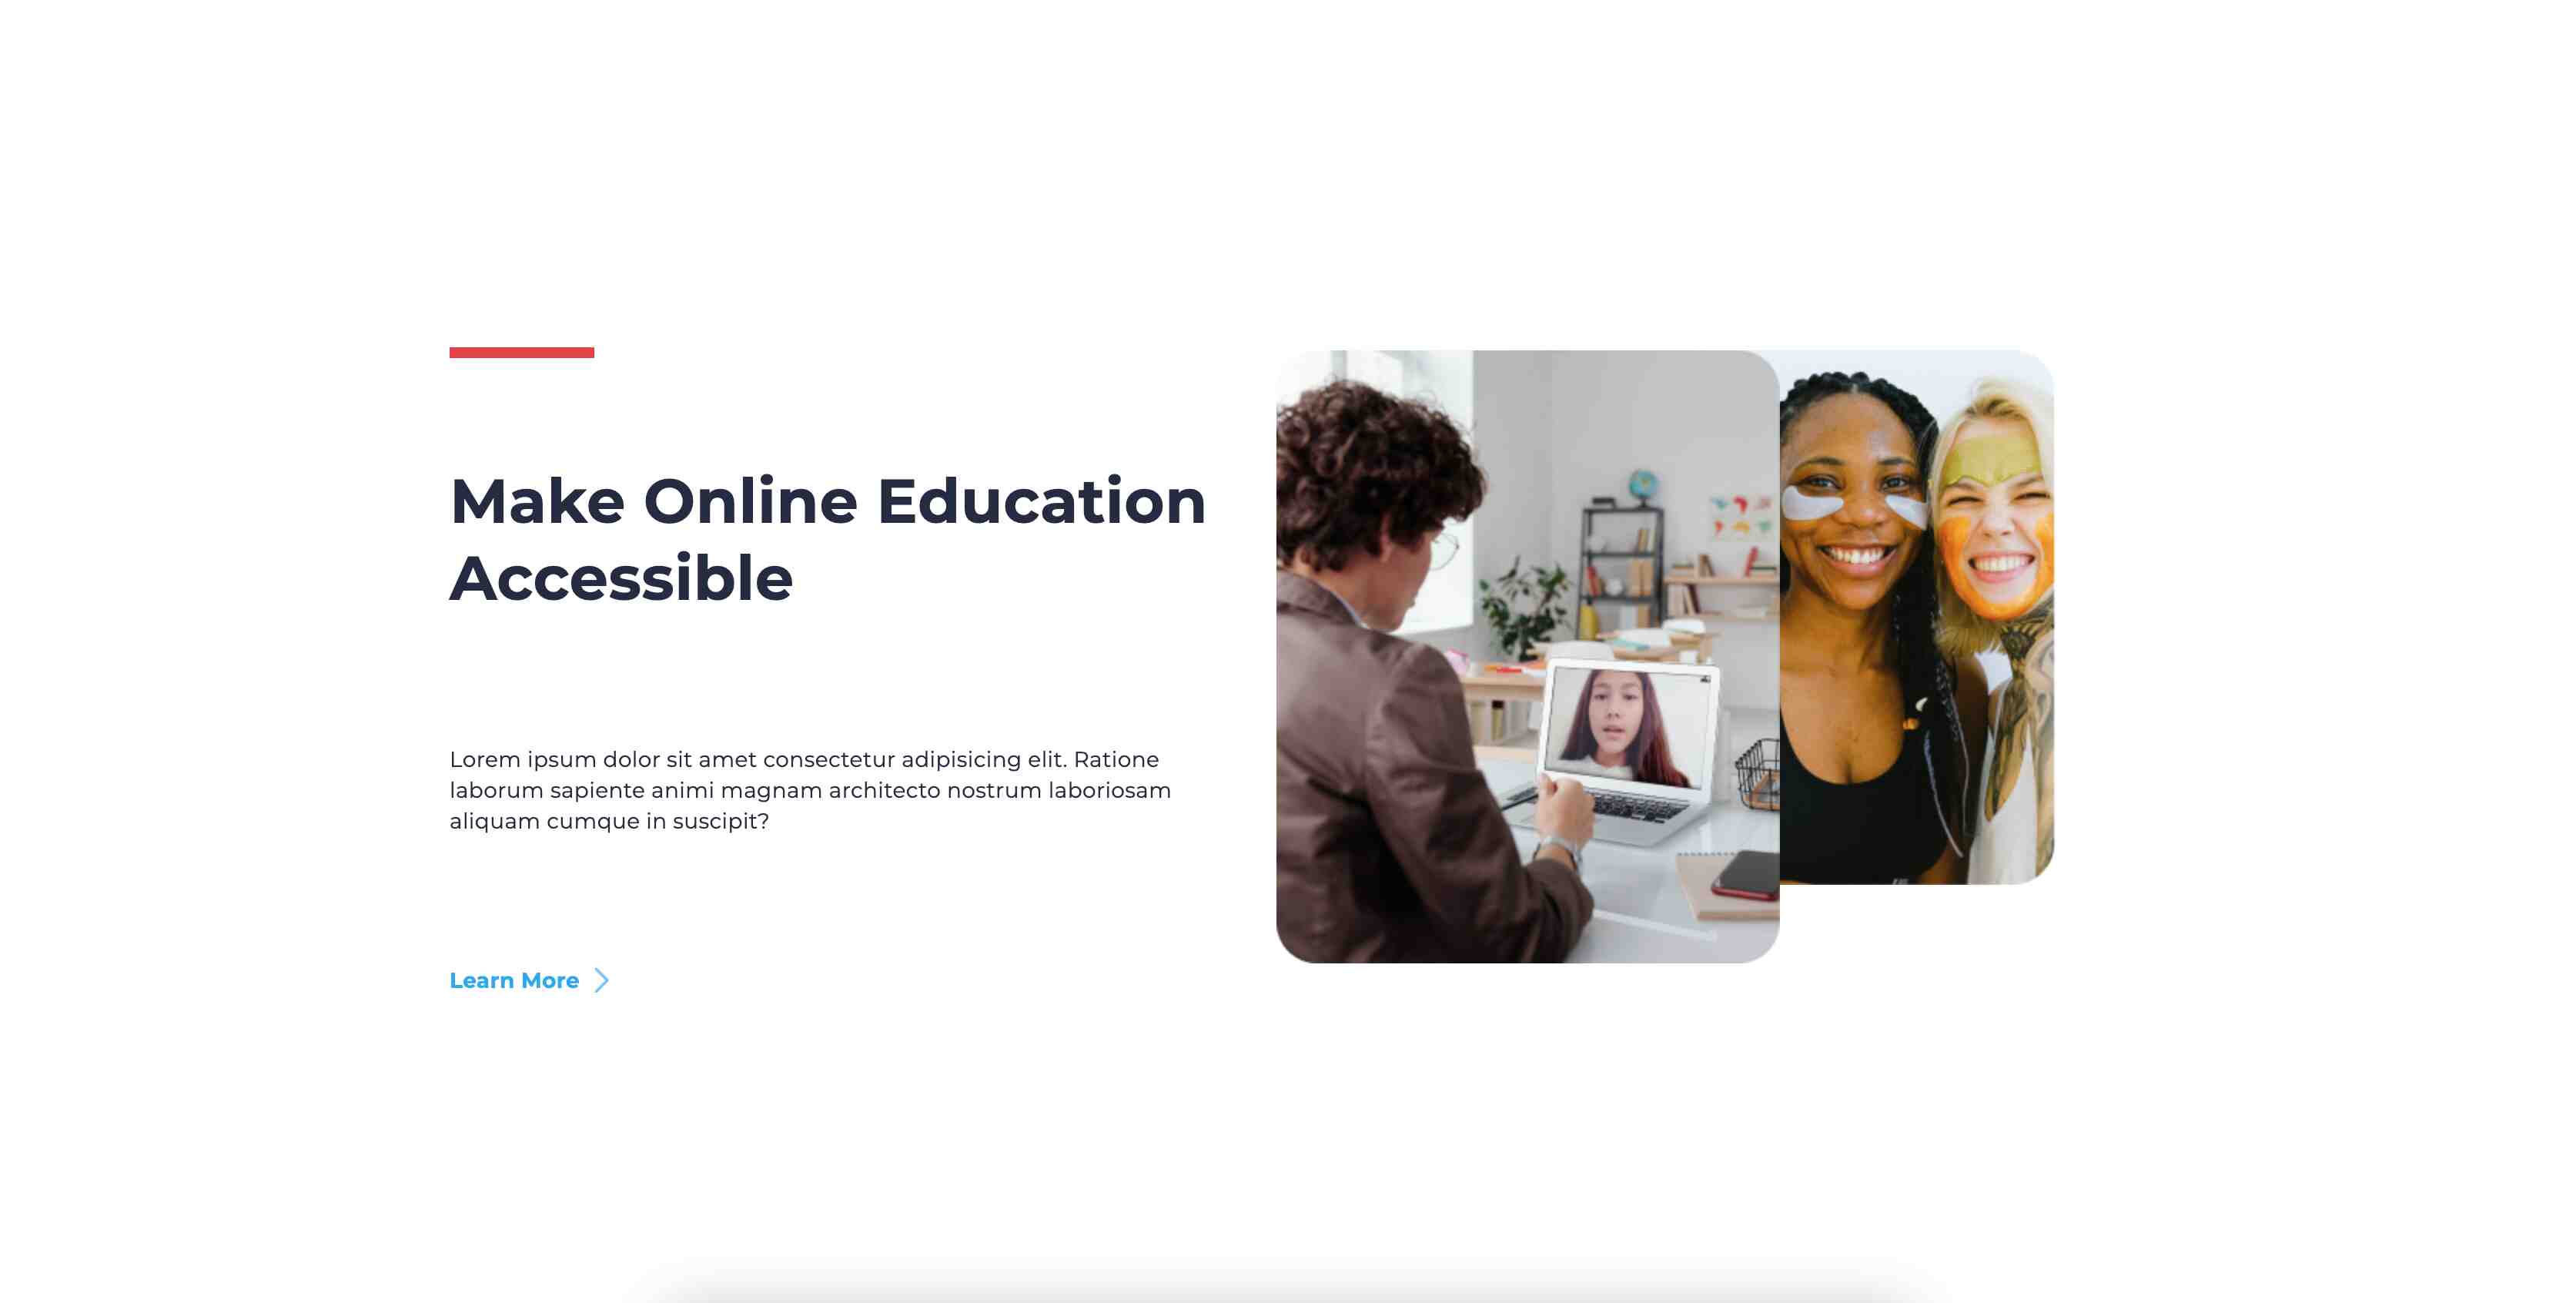 Make Online Education
Accessible
Lorem ipsum dolor sit amet consectetur adipisicing elit. Ratione
laborum sapiente animi magnam architecto nostrum laboriosam
aliquam cumque in suscipit?
Learn More